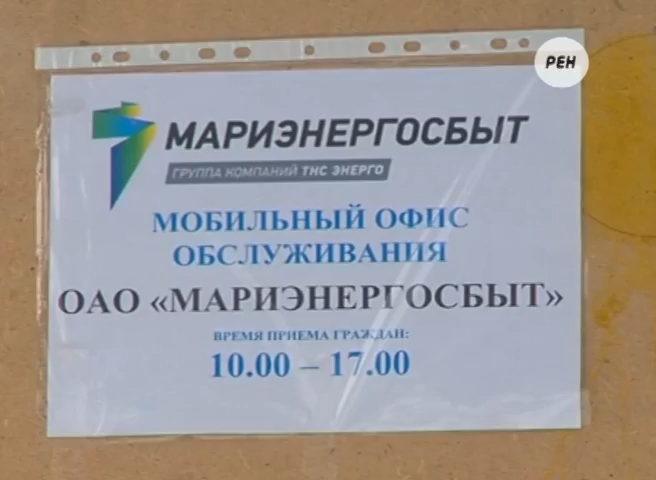 РЕН
МАРИЭНЕРГОСБЫТ
ГРУППА КОМПАНИЙ ТНС ЭНЕРГО
МОБИЛЬНЫЙ ОФИС
ОБСЛУЖИВАНИЯ
ОАО «МАРИЭНЕРГОСБЫТ»
ВРЕМЯ ПРИЕМА ГРАЖДАН:
10.00 – 17.00